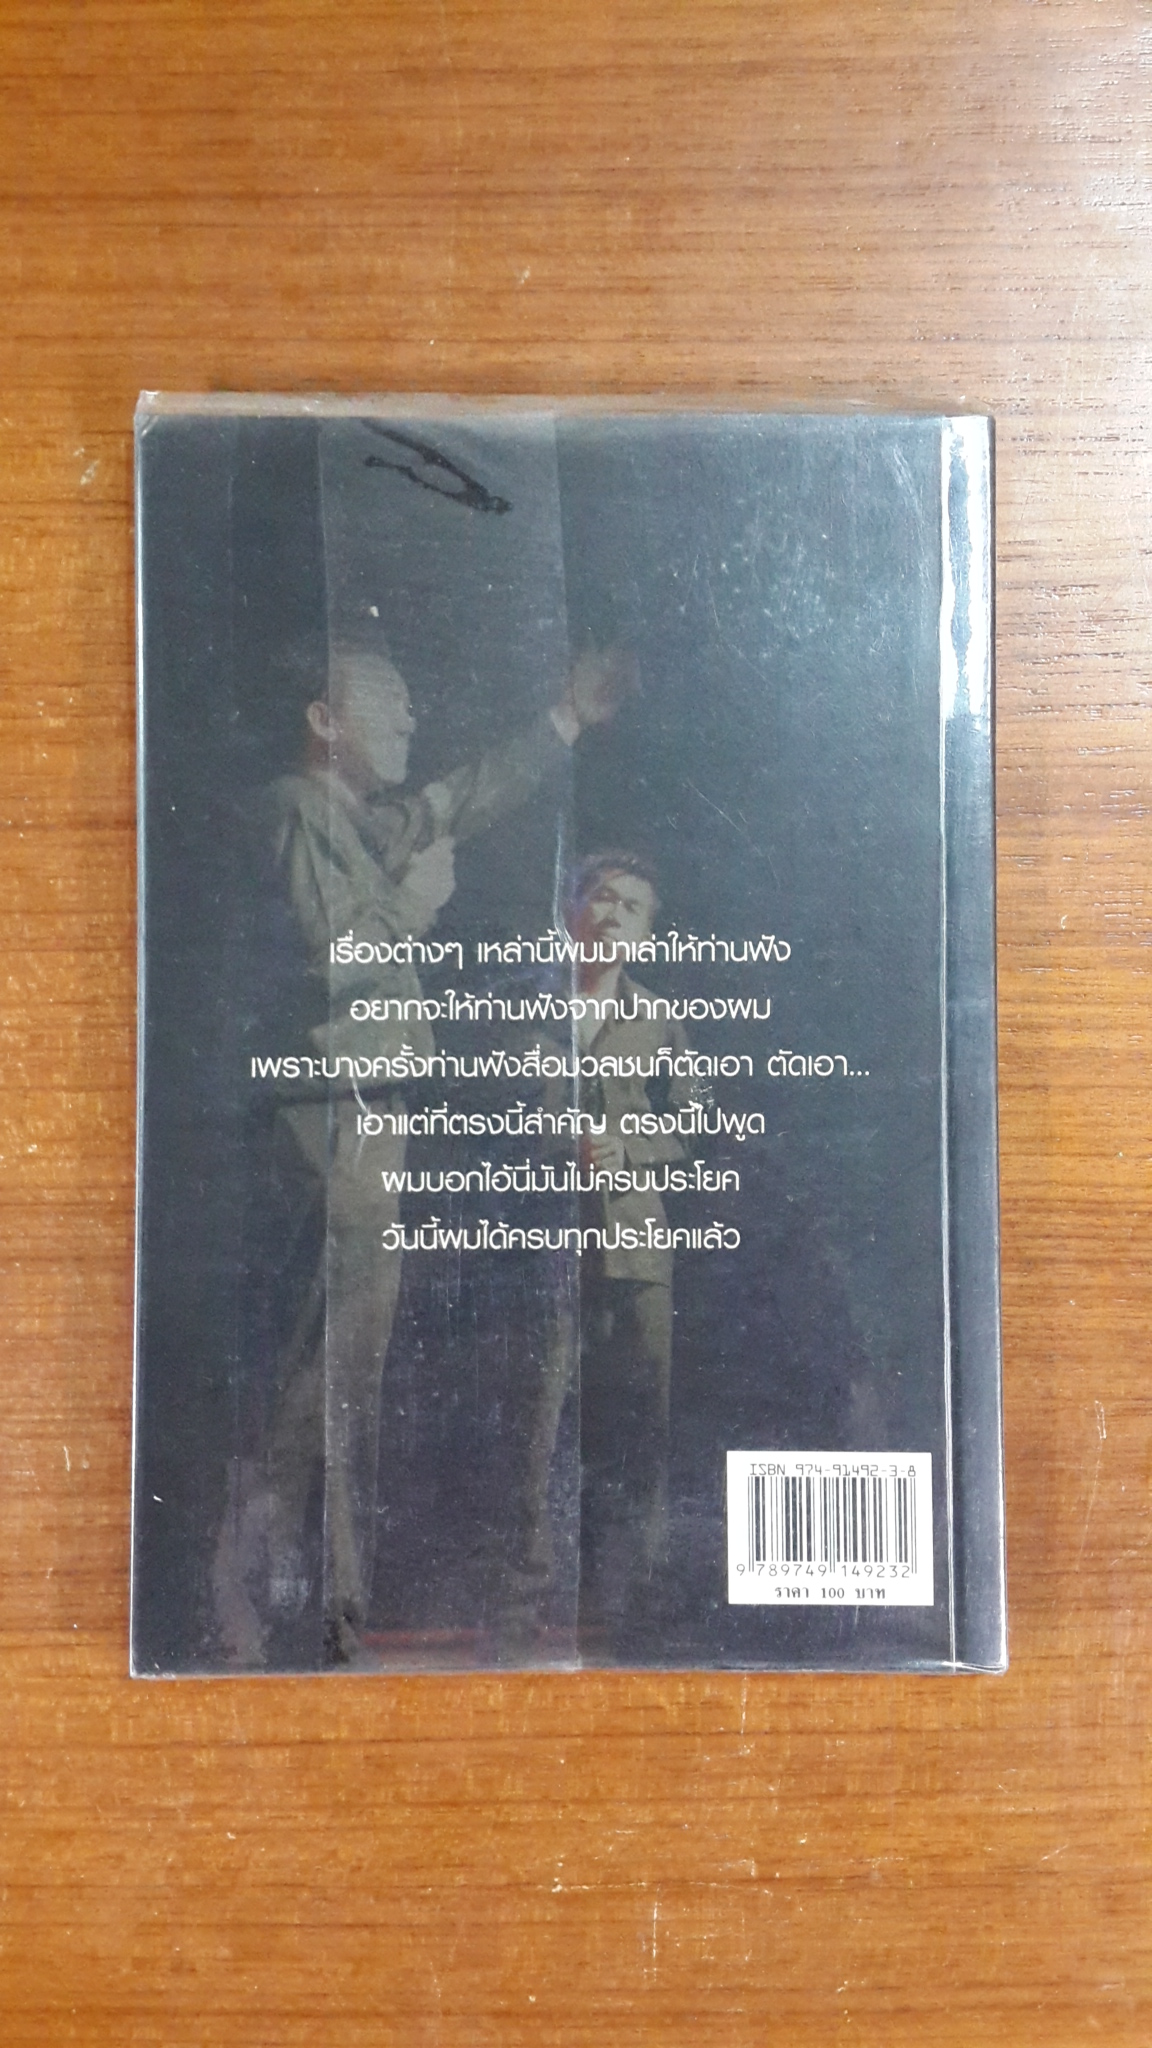 เรื่องต่างๆ เหล่านี้ผมมาเล่าให้ท่านฟัง
อยากจะให้ท่านฟังจากปากของผม
เพราะบางครั้งท่านฟังสื่อมวลชนก็ตัดเอา ตัดเอา...
เอาแต่ที่ตรงนี้สำคัญ ตรงนี้ไปพูด
ผมบอกไอ้นี่มันไม่ครบประโยค
วันนี้ผมได้ครบทุกประโยคแล้ว
ISBN 974-91492-3-8
9 789749 149232
ราคา 100 บาท